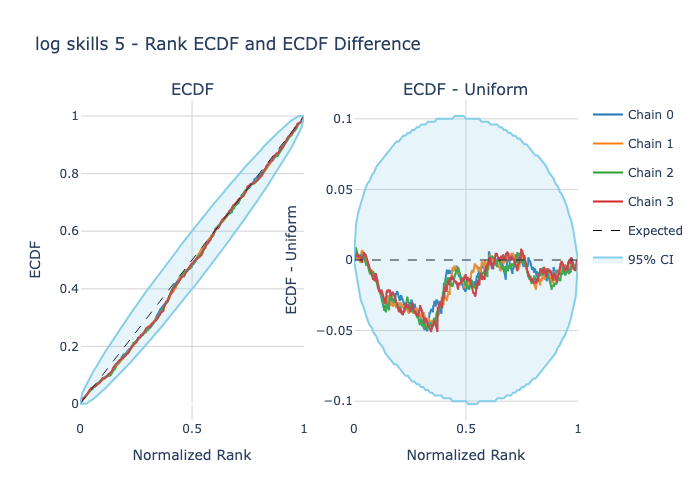 log skills 5 - Rank ECDF and ECDF Difference
ECDF
ECDF - Uniform
1
0.8
0.6
0.4
0.2
0
0
0.5
1
ECDF
Normalized Rank
0.1
0.05
0
−0.05
−0.1
0
0.5
1
ECDF - Uniform
Normalized Rank
Chain 0
Chain 1
Chain 2
Chain 3
Expected
95% CI